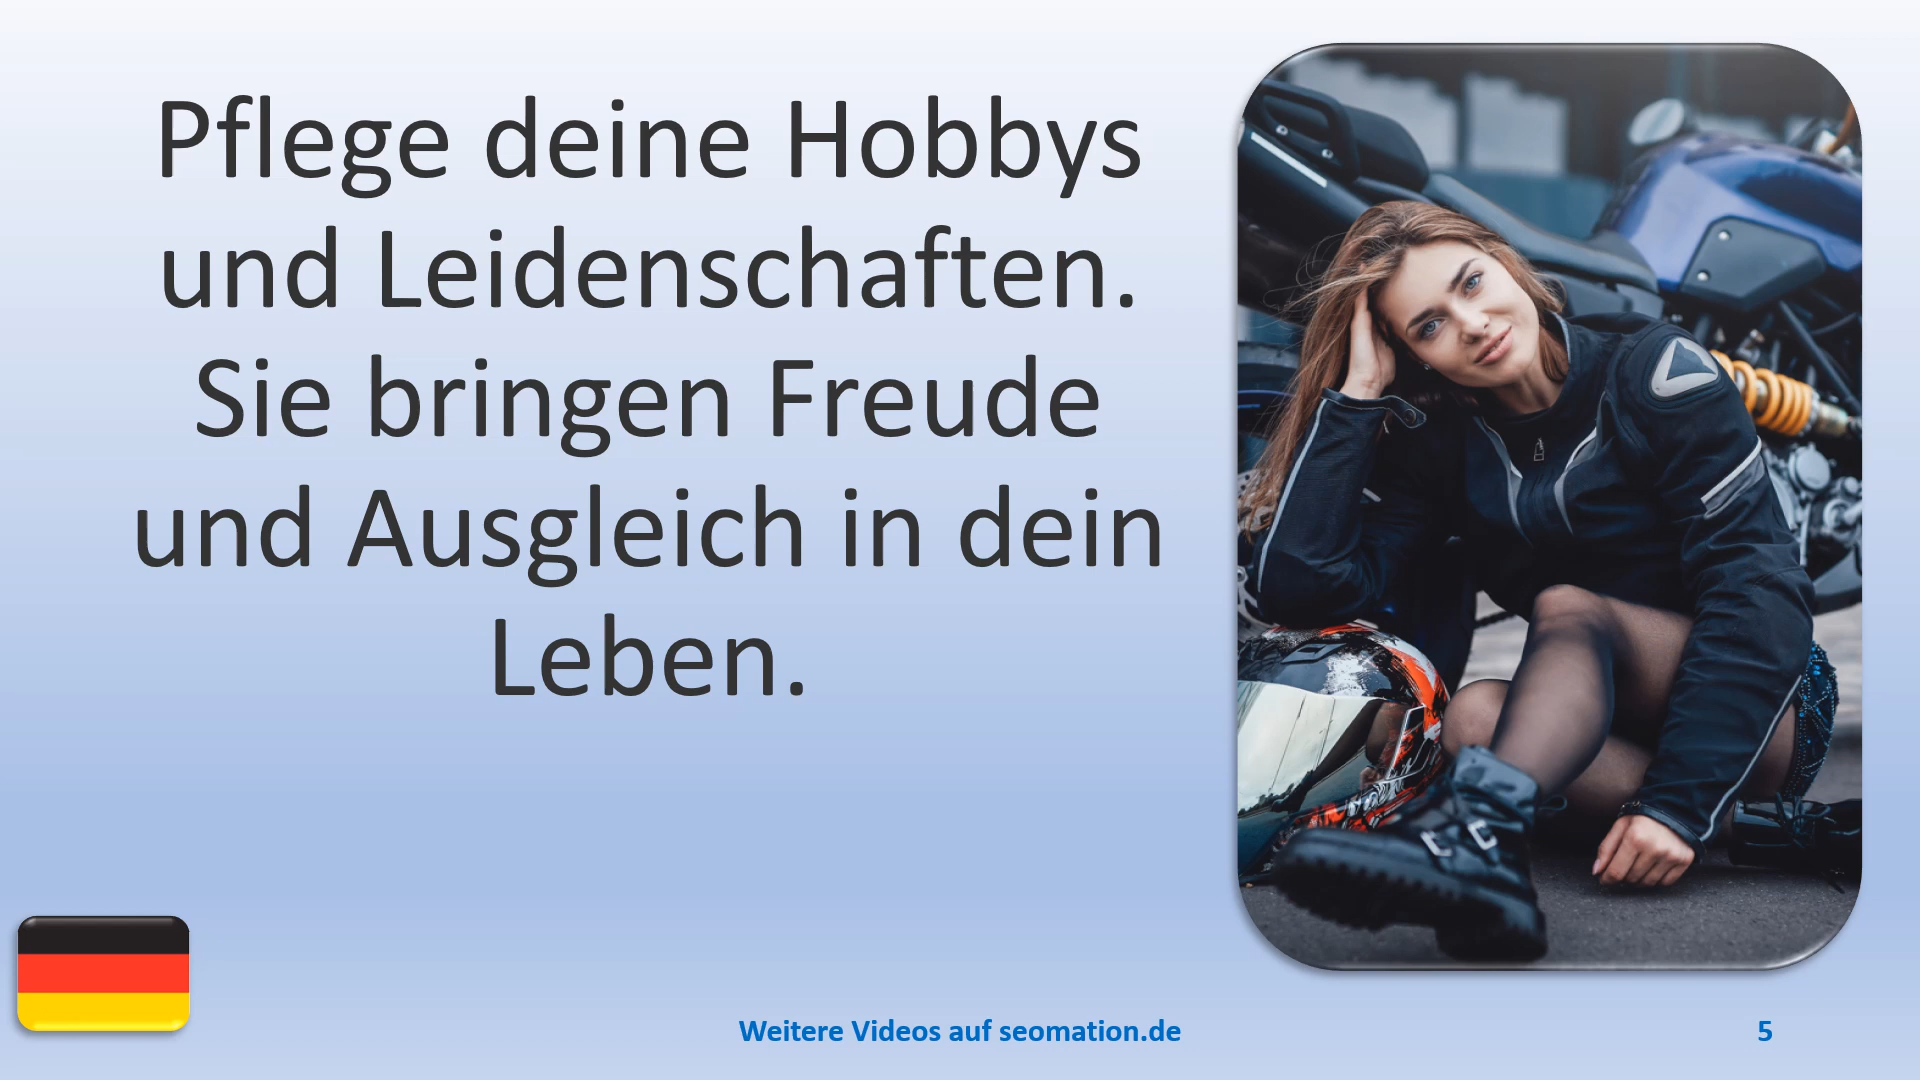 Pflege deine Hobbys
und Leidenschaften.
Sie bringen Freude
und Ausgleich in dein
Leben.
Weitere Videos auf seomation.de
5